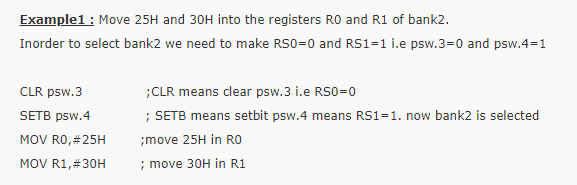 Example1 : Move 25H and 30H into the registers R0 and R1 of bank2.
Inorder to select bank2 we need to make RS0=0 and RS1=1 i.e psw.3=0 and psw.4=1
CLR psw.3 ;CLR means clear psw.3 i.e RS0=0
SETB psw.4 ; SETB means setbit psw.4 means RS1=1. now bank2 is selected
MOV R0,#25H ;move 25H in R0
MOV R1,#30H ; move 30H in R1